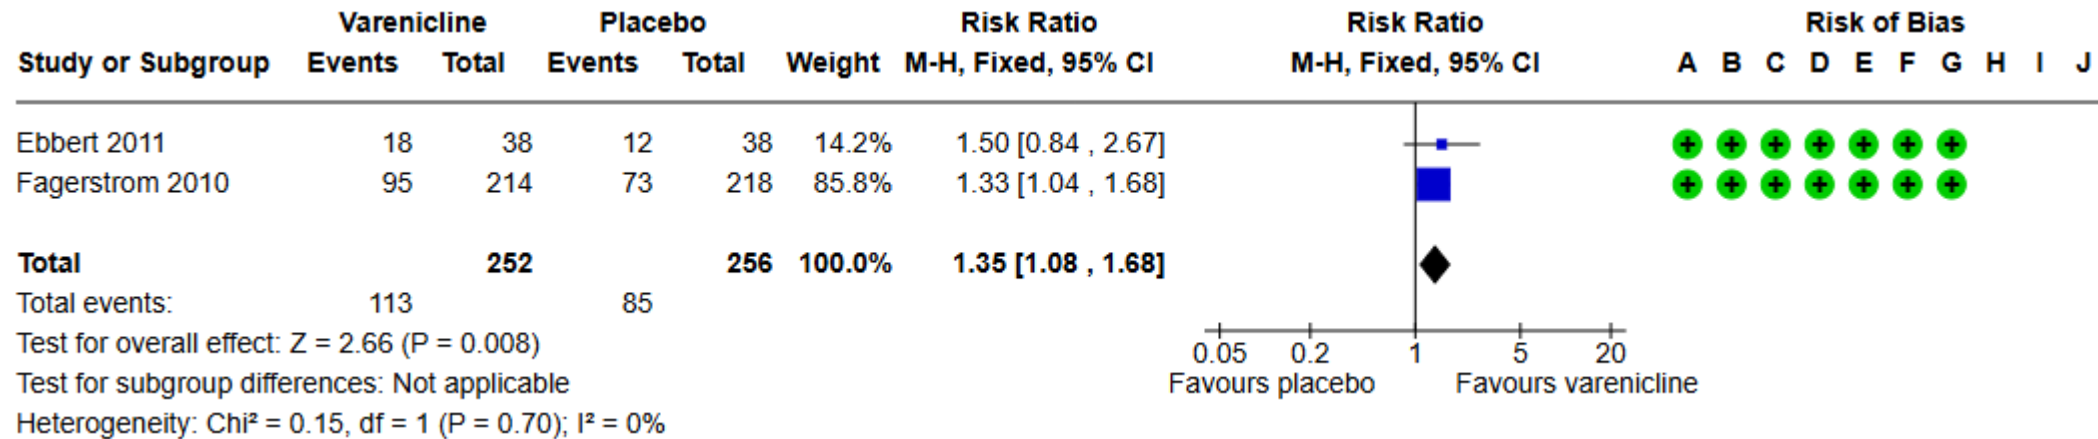 Varenicline Placebo Risk Ratio Risk Ratio Risk of Bias
Study or Subgroup Events Total Events Total Weight M-H, Fixed, 95% CI M-H, Fixed, 95% CI A B C D E F G H I J
Ebbert 2011 18 38 12 38 14.2% 1.50 [0.84 , 2.67] + + + + + + +
Fagerstrom 2010 95 214 73 218 85.8% 1.33 [1.04 , 1.68] + + + + + + +
Total 252 256 100.0% 1.35 [1.08 , 1.68]
Total events: 113 85
Test for overall effect: Z = 2.66 (P = 0.008)
0.05 0.2 1 5 20
Test for subgroup differences: Not applicable
Favours placebo Favours varenicline
Heterogeneity: Chi² = 0.15, df = 1 (P = 0.70); I² = 0%